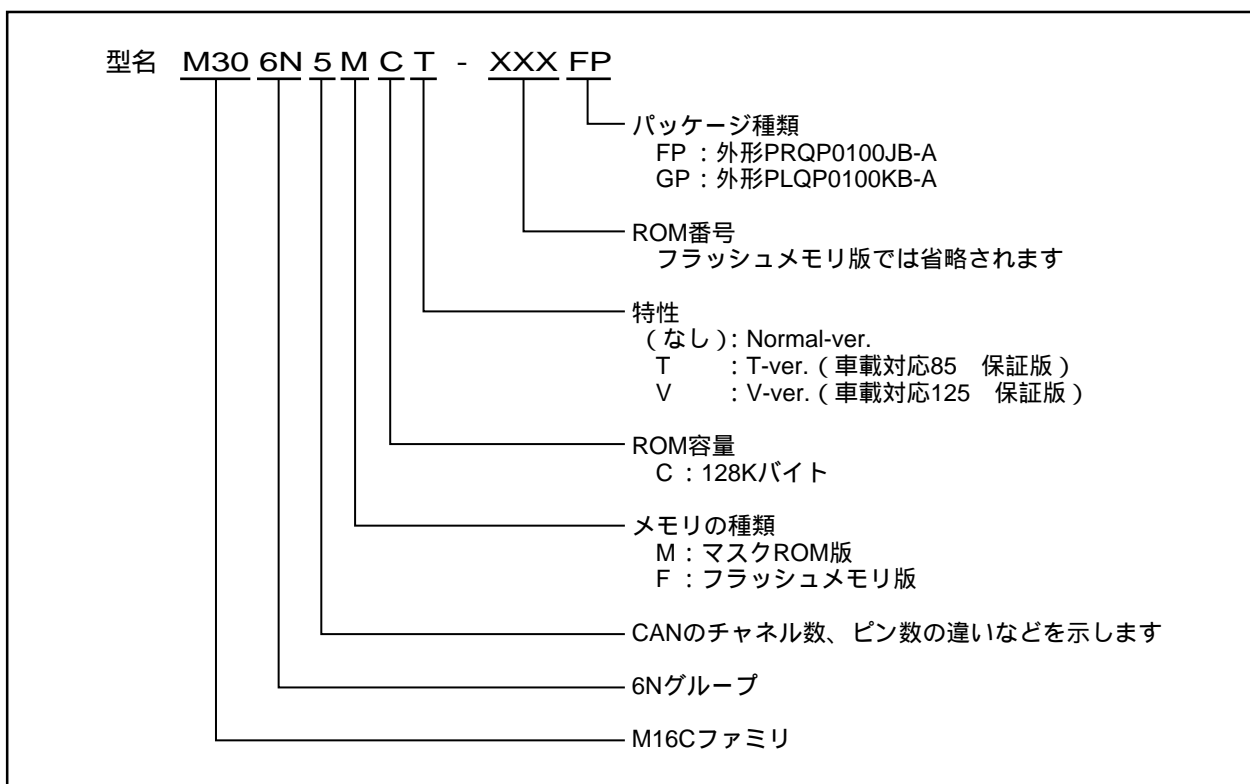 型名 M30 6N 5 M C T - XXX FP
パッケージ種類
FP : 外形PRQP0100JB-A
GP : 外形PLQP0100KB-A
ROM番号
フラッシュメモリ版では省略されます
特性
(なし): Normal-ver.
T : T-ver.(車載対応85 保証版)
V : V-ver.(車載対応125 保証版)
ROM容量
C : 128Kバイト
メモリの種類
M : マスクROM版
F : フラッシュメモリ版
CANのチャネル数、ピン数の違いなどを示します
6Nグループ
M16Cファミリ